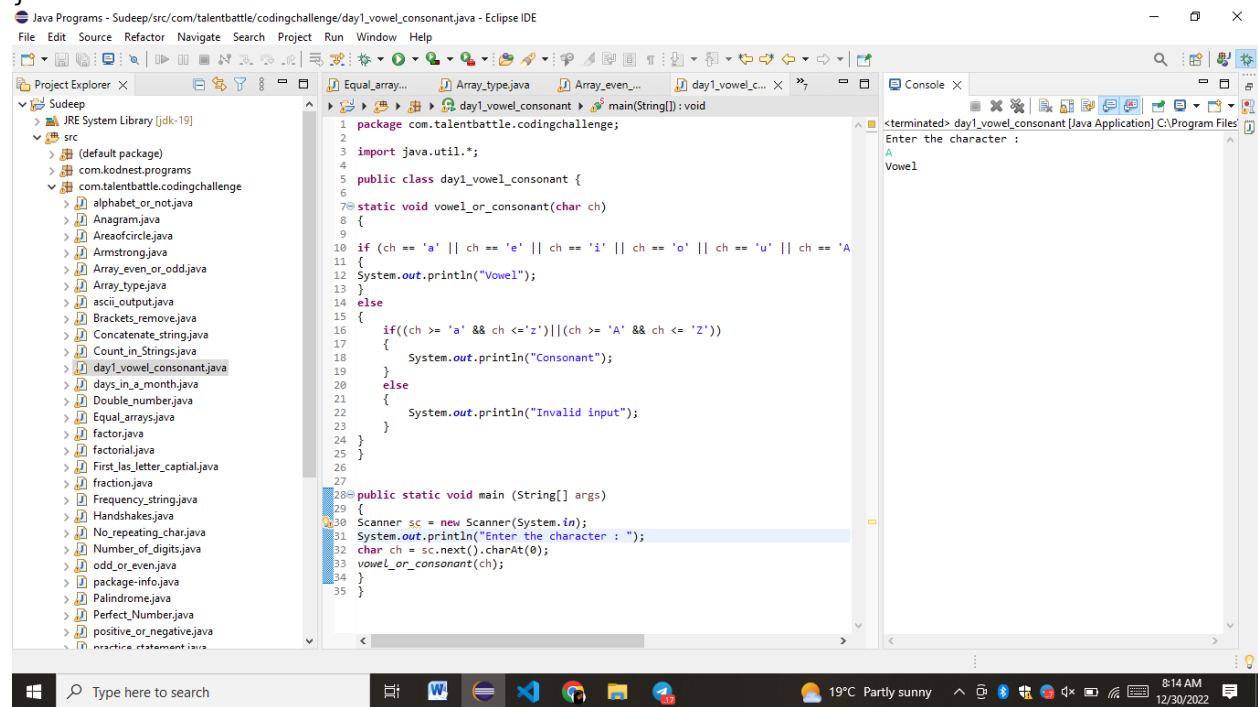 }
Java Programs - Sudeep/src/com/talentbattle/codingchallenge/day1_vowel_consonant.java - Eclipse IDE
File Edit Source Refactor Navigate Search Project Run Window Help
Project Explorer
Sudeep
JRE System Library [jdk-19]
src
(default package)
com.kodnest.programs
com.talentbattle.codingchallenge
alphabet_or_not.java
Anagram.java
Areaofcircle.java
Armstrong.java
Array_even_or_odd.java
Array_type.java
ascii_output.java
Brackets_remove.java
Concatenate_string.java
Count_in_Strings.java
day1_vowel_consonant.java
days_in_a_month.java
Double_number.java
Equal_arrays.java
factor.java
factorial.java
First_las_letter_captial.java
fraction.java
Frequency_string.java
Handshakes.java
No_repeating_char.java
Number_of_digits.java
odd_or_even.java
package-info.java
Palindrome.java
Perfect_Number.java
positive_or_negative.java
practice_statement.java
Equal_array... Array_type.java Array_even_... day1_vowel_c... »7
day1_vowel_consonant main(String[]) : void
1 package com.talentbattle.codingchallenge;
2
3 import java.util.*;
4
5 public class day1_vowel_consonant {
6
7 static void vowel_or_consonant(char ch)
8 {
9
10 if (ch == 'a' || ch == 'e' || ch == 'i' || ch == 'o' || ch == 'u' || ch == 'A
11 {
12 System.out.println("Vowel");
13 }
14 else
15 {
16 if((ch >= 'a' && ch <='z')||(ch >= 'A' && ch <= 'Z'))
17 {
18 System.out.println("Consonant");
19 }
20 else
21 {
22 System.out.println("Invalid input");
23 }
24 }
25 }
26
27
28 public static void main (String[] args)
29 {
30 Scanner sc = new Scanner(System.in);
31 System.out.println("Enter the character : ");
32 char ch = sc.next().charAt(0);
33 vowel_or_consonant(ch);
34 }
35 }
Console
<terminated> day1_vowel_consonant [Java Application] C:\Program Files\
Enter the character :
A
Vowel
Type here to search
17
19°C Partly sunny
8:14 AM
12/30/2022